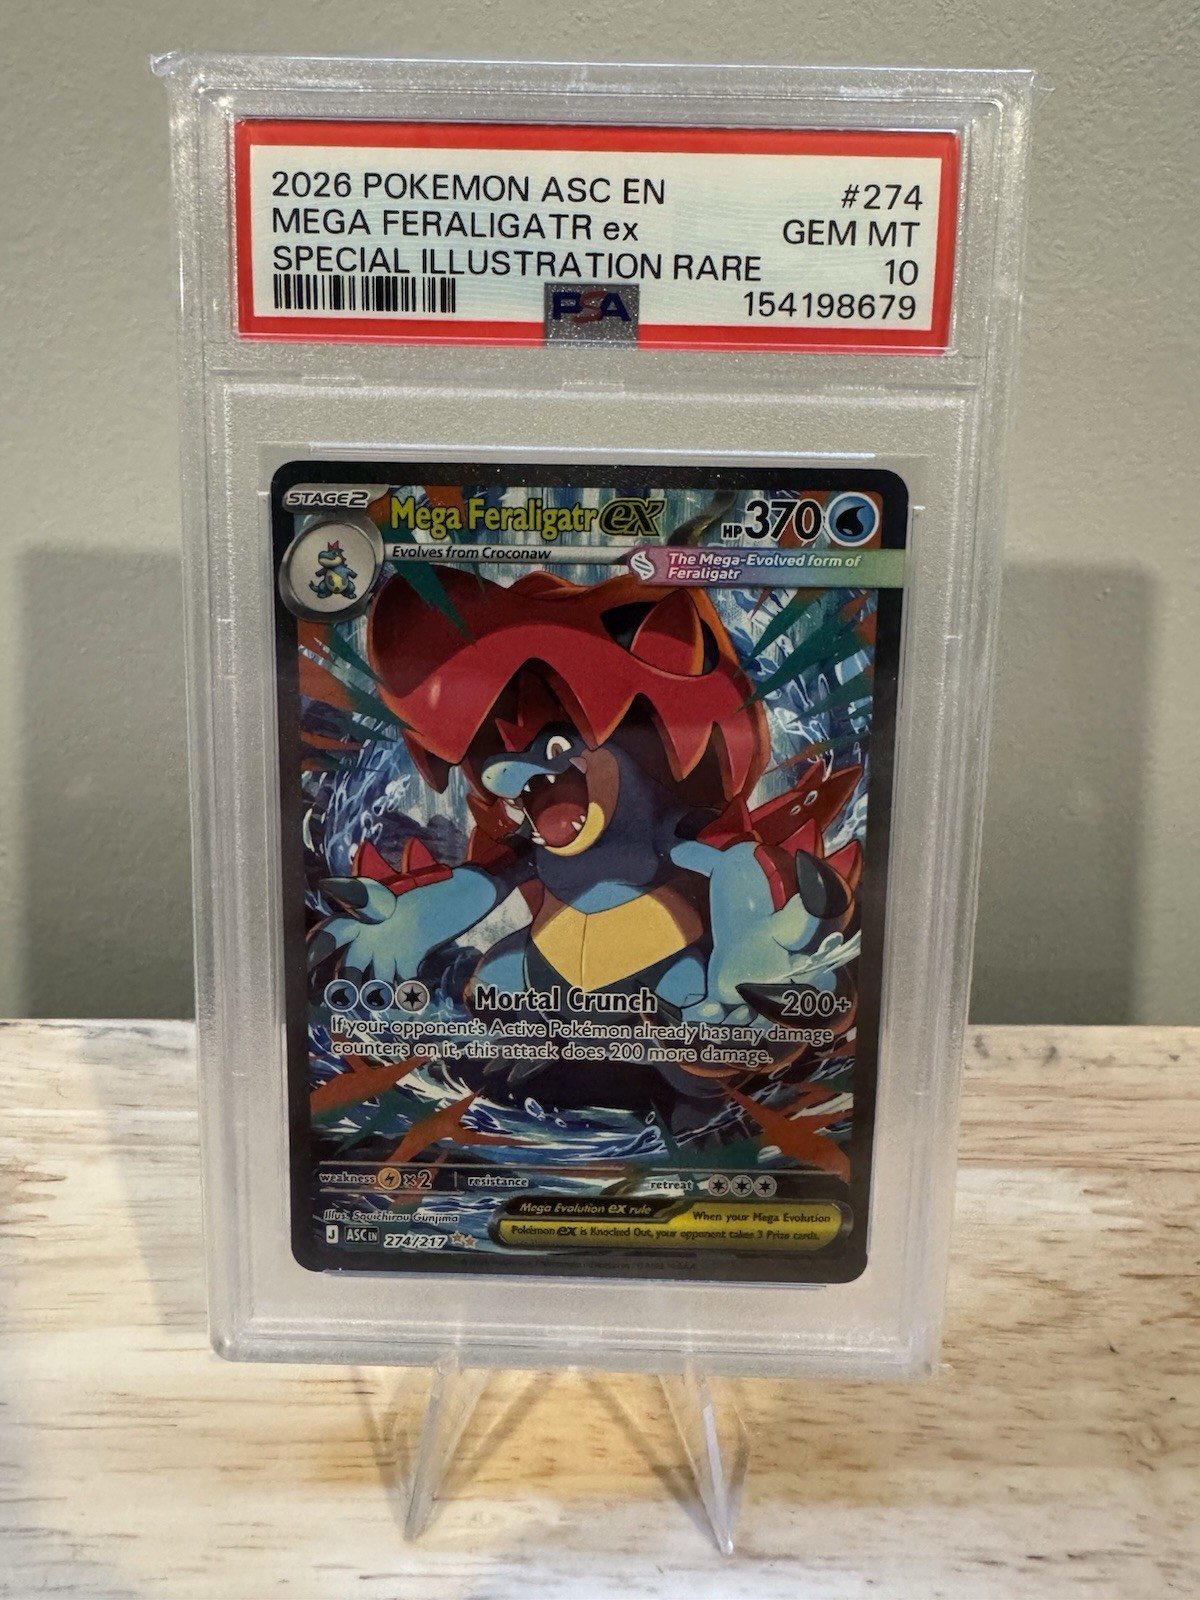 2026 POKEMON ASC EN #274
MEGA FERALIGATR ex GEM MT
SPECIAL ILLUSTRATION RARE 10
PSA 154198679
STAGE2 Mega Feraligatr ex HP 370
Evolves from Croconaw
The Mega-Evolved form of
Feraligatr
Mortal Crunch 200+
If your opponent's Active Pokémon already has any damage
counters on it, this attack does 200 more damage.
weakness ×2 resistance retreat
Illus. Souichirou Gunjima
J ASC EN 274/217
Mega Evolution ex rule When your Mega Evolution
Pokémon ex is Knocked Out, your opponent takes 3 Prize cards.